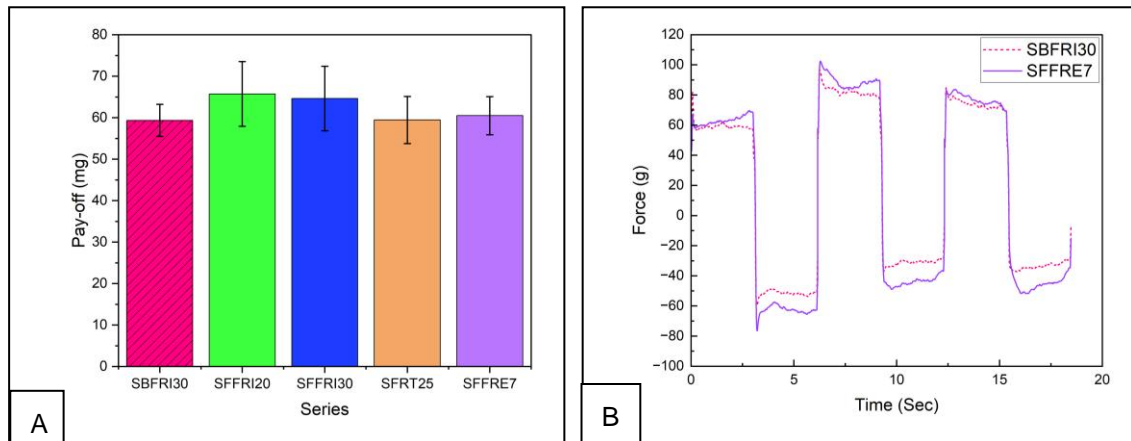 80
70
60
50
40
30
20
10
0
Pay-off (mg)
SBFRI30 SFFRI20 SFFRI30 SFRT25 SFFRE7
Series
A
120
100
80
60
40
20
0
−20
−40
−60
−80
−100
Force (g)
SBFRI30
SFFRE7
0 5 10 15 20
Time (Sec)
B